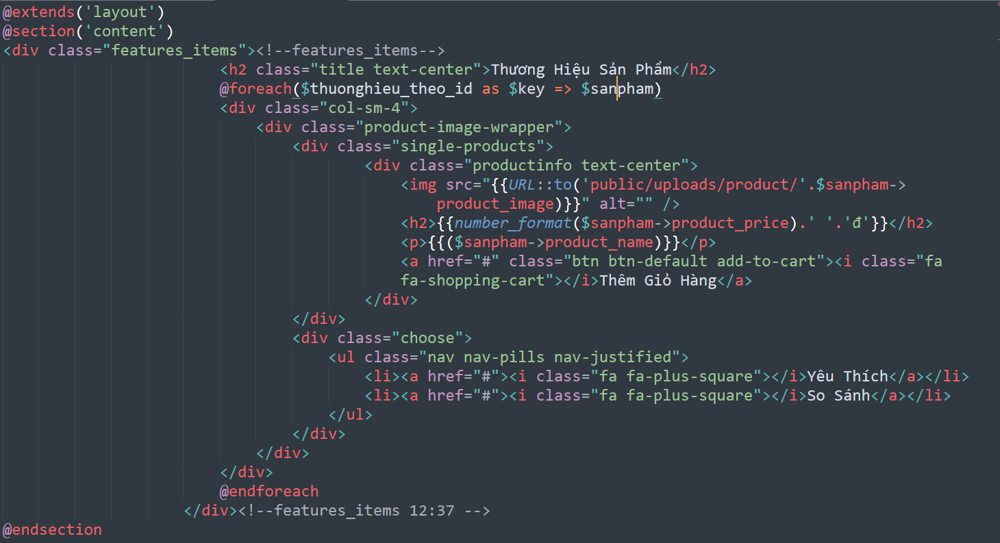 @extends('layout')
@section('content')
<div class="features_items"><!--features_items-->
<h2 class="title text-center">Thương Hiệu Sản Phẩm</h2>
@foreach($thuonghieu_theo_id as $key => $sanpham)
<div class="col-sm-4">
<div class="product-image-wrapper">
<div class="single-products">
<div class="productinfo text-center">
<img src="{{URL::to('public/uploads/product/'.$sanpham->
product_image)}}" alt="" />
<h2>{{number_format($sanpham->product_price).' '.'đ'}}</h2>
<p>{{($sanpham->product_name)}}</p>
<a href="#" class="btn btn-default add-to-cart"><i class="fa
fa-shopping-cart"></i>Thêm Giỏ Hàng</a>
</div>
</div>
<div class="choose">
<ul class="nav nav-pills nav-justified">
<li><a href="#"><i class="fa fa-plus-square"></i>Yêu Thích</a></li>
<li><a href="#"><i class="fa fa-plus-square"></i>So Sánh</a></li>
</ul>
</div>
</div>
</div>
@endforeach
</div><!--features_items 12:37 -->
@endsection